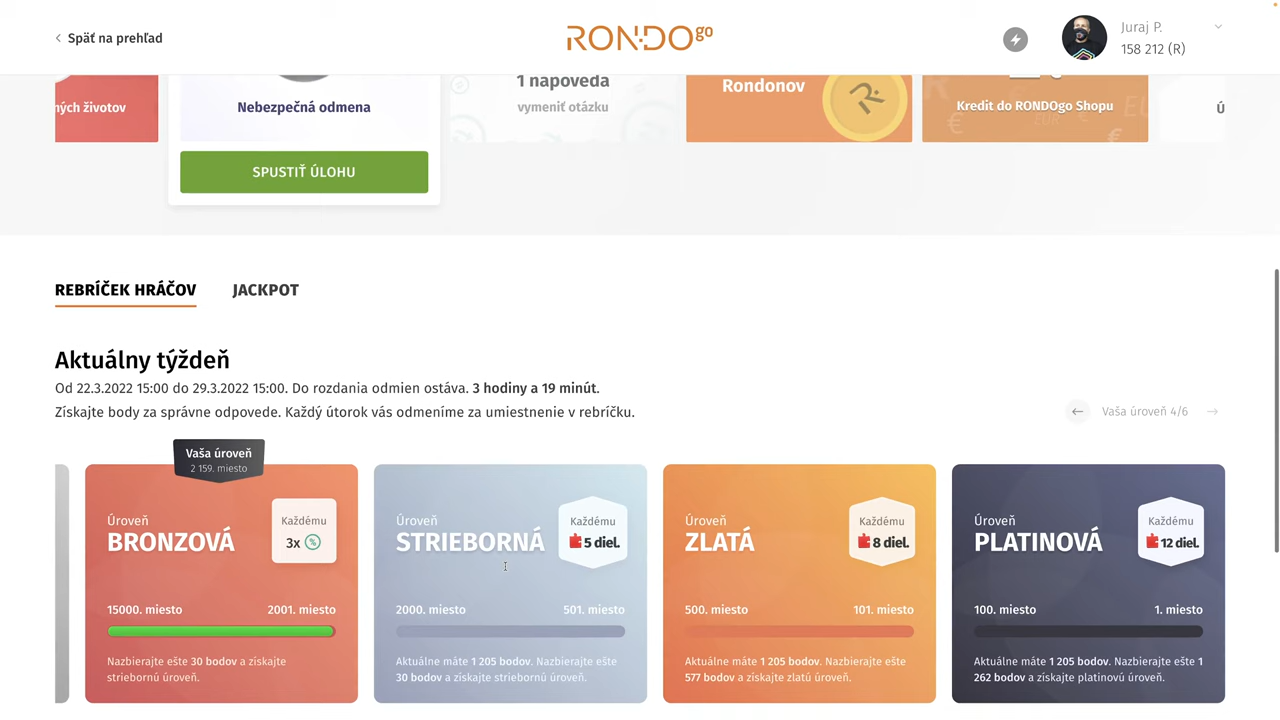 Späť na prehľad
RONDO go
Juraj P.
158 212 (R)
ných životov
Nebezpečná odmena
SPUSTIŤ ÚLOHU
1 nápoveda
vymeniť otázku
Rondonov
Kredit do RONDOgo Shopu
Ú
REBRÍČEK HRÁČOV
JACKPOT
Aktuálny týždeň
Od 22.3.2022 15:00 do 29.3.2022 15:00. Do rozdania odmien ostáva. 3 hodiny a 19 minút.
Získajte body za správne odpovede. Každý útorok vás odmeníme za umiestnenie v rebríčku.
Vaša úroveň 4/6
Vaša úroveň
2 159. miesto
Úroveň
BRONZOVÁ
Každému
3x %
15000. miesto
2001. miesto
Nazbierajte ešte 30 bodov a získajte
striebornú úroveň.
Úroveň
STRIEBORNÁ
Každému
5 diel.
2000. miesto
501. miesto
Aktuálne máte 1 205 bodov. Nazbierajte ešte
30 bodov a získate striebornú úroveň.
Úroveň
ZLATÁ
Každému
8 diel.
500. miesto
101. miesto
Aktuálne máte 1 205 bodov. Nazbierajte ešte
577 bodov a získate zlatú úroveň.
Úroveň
PLATINOVÁ
Každému
12 diel.
100. miesto
1. miesto
Aktuálne máte 1 205 bodov. Nazbierajte ešte 1
262 bodov a získate platinovú úroveň.